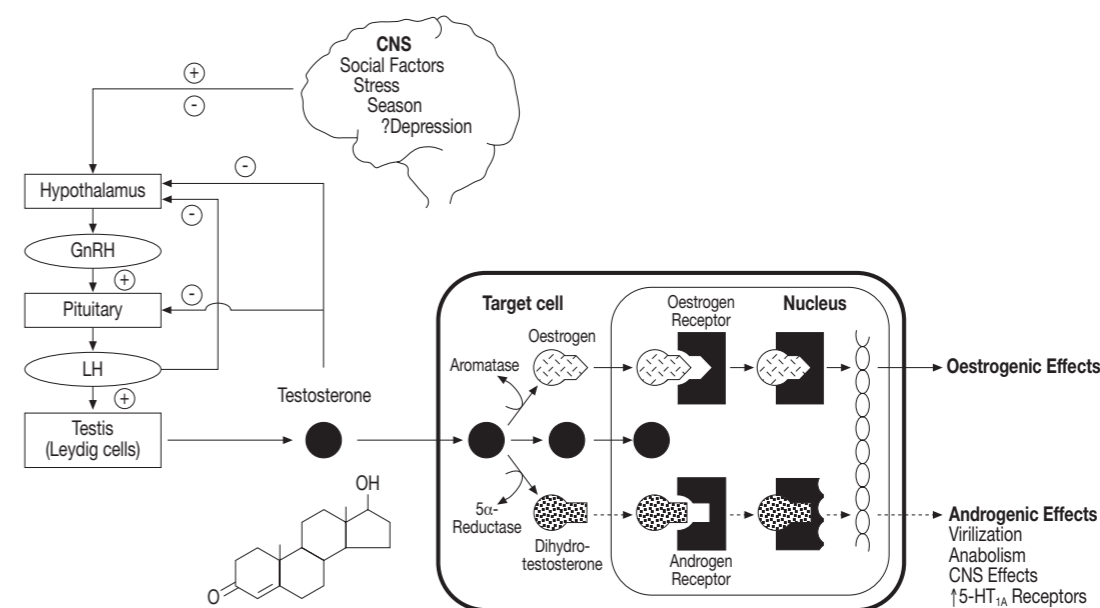 CNS
Social Factors
Stress
Season
?Depression
+
-
-
Hypothalamus
-
GnRH
+
-
Pituitary
LH
+
Testis
(Leydig cells)
Testosterone
OH
O
Target cell
Nucleus
Oestrogen
Receptor
Oestrogen
Aromatase
5α-
Reductase
Dihydro-
testosterone
Androgen
Receptor
Oestrogenic Effects
Androgenic Effects
Virilization
Anabolism
CNS Effects
↑5-HT₁A Receptors